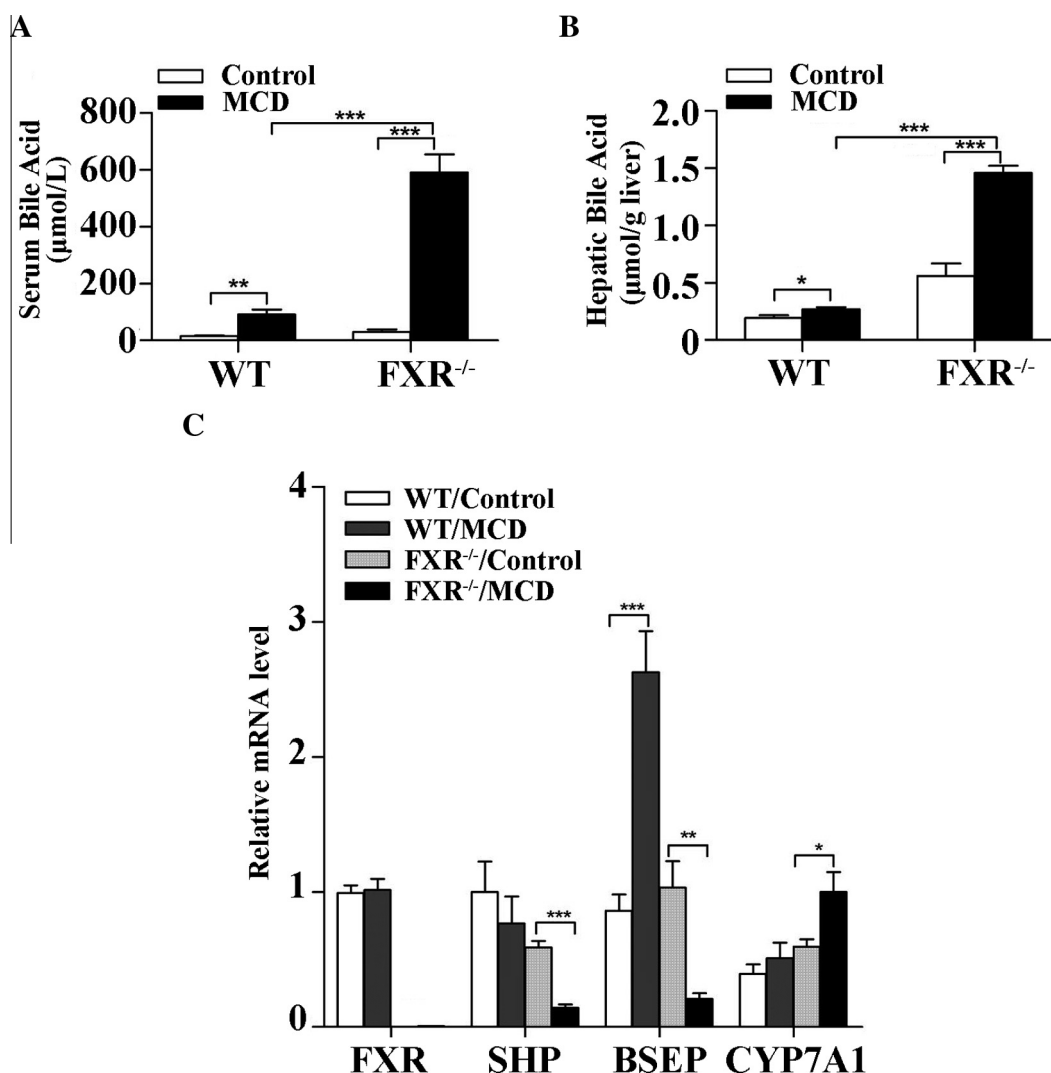 A
Control
MCD
Serum Bile Acid
(μmol/L)
800
600
400
200
0
***
***
**
WT
FXR-/-
B
Control
MCD
Hepatic Bile Acid
(μmol/g liver)
2.0
1.5
1.0
0.5
0
***
***
*
WT
FXR-/-
C
WT/Control
WT/MCD
FXR-/-/Control
FXR-/-/MCD
Relative mRNA level
4
3
2
1
0
***
***
**
*
FXR SHP BSEP CYP7A1